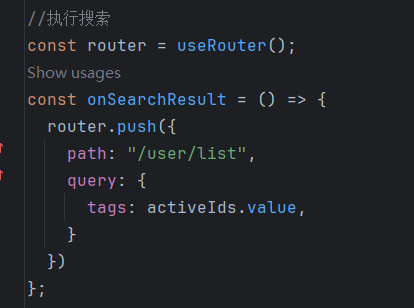 //执行搜索
const router = useRouter();
Show usages
const onSearchResult = () => {
  router.push({
    path: "/user/list",
    query: {
      tags: activeIds.value,
    }
  })
};